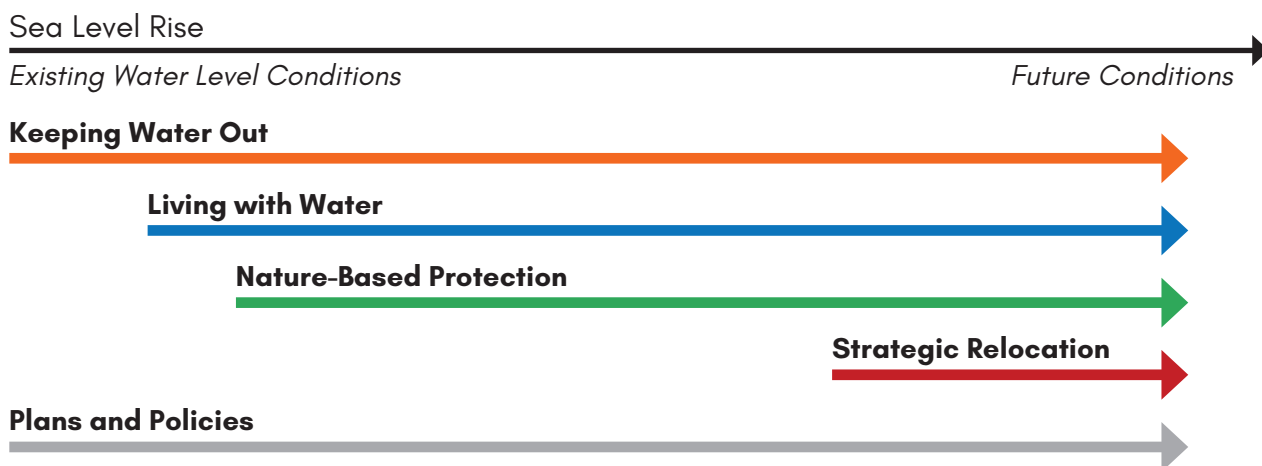 Sea Level Rise
Existing Water Level Conditions Future Conditions
Keeping Water Out
Living with Water
Nature-Based Protection
Strategic Relocation
Plans and Policies